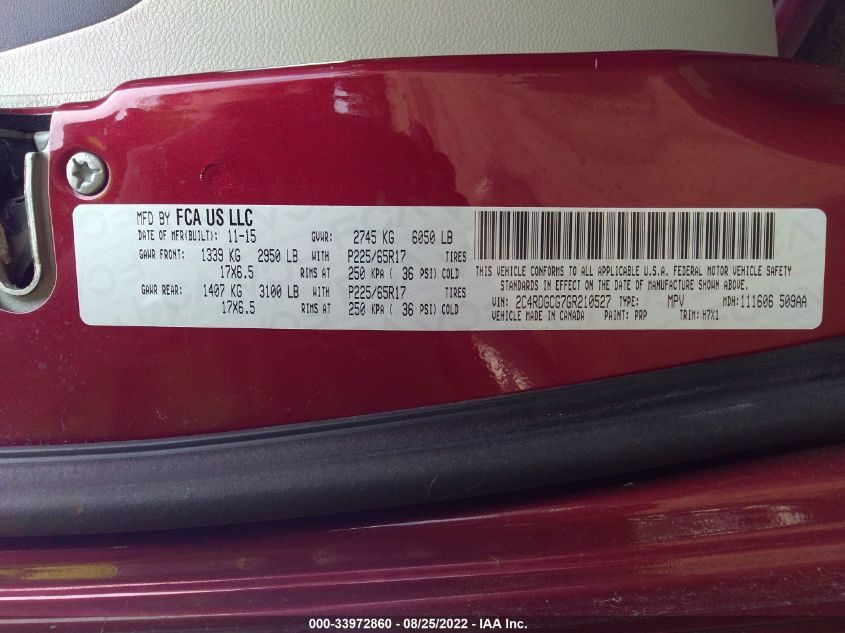 MFD BY FCA US LLC
DATE OF MFR(BUILT): 11-15 GVWR: 2745 KG 6050 LB
GAWR FRONT: 1339 KG 2950 LB WITH P225/65R17 TIRES
17X6.5 RIMS AT 250 KPA ( 36 PSI) COLD
GAWR REAR: 1407 KG 3100 LB WITH P225/65R17 TIRES
17X6.5 RIMS AT 250 KPA ( 36 PSI) COLD
THIS VEHICLE CONFORMS TO ALL APPLICABLE U.S.A. FEDERAL MOTOR VEHICLE SAFETY
STANDARDS IN EFFECT ON THE DATE OF MANUFACTURE SHOWN ABOVE.
VIN: 2C4RDGCG7GR210527 TYPE: MPV MDH: 111606 509AA
VEHICLE MADE IN CANADA PAINT: PRP TRIM: H7X1
000-33972860 - 08/25/2022 - IAA Inc.